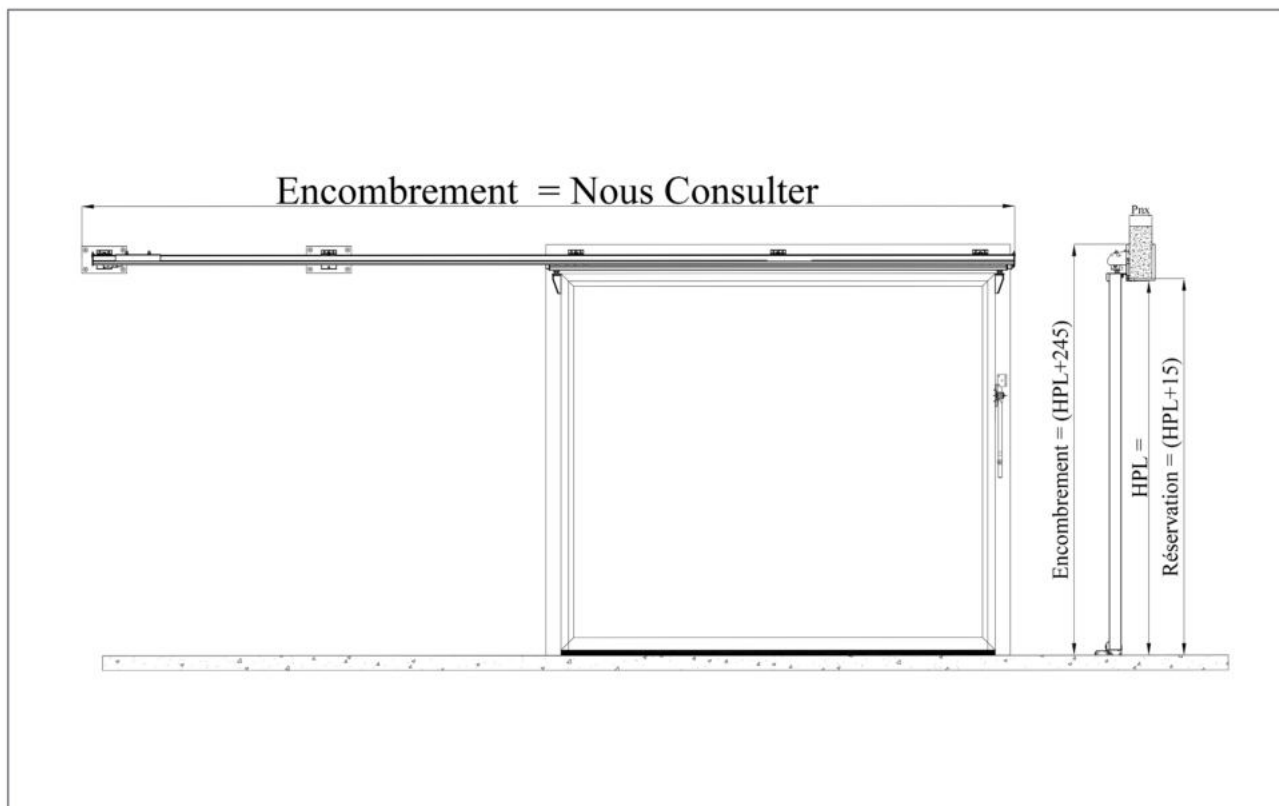 Encombrement = Nous Consulter
Pnx
Encombrement = (HPL+245)
HPL =
Réservation = (HPL+15)